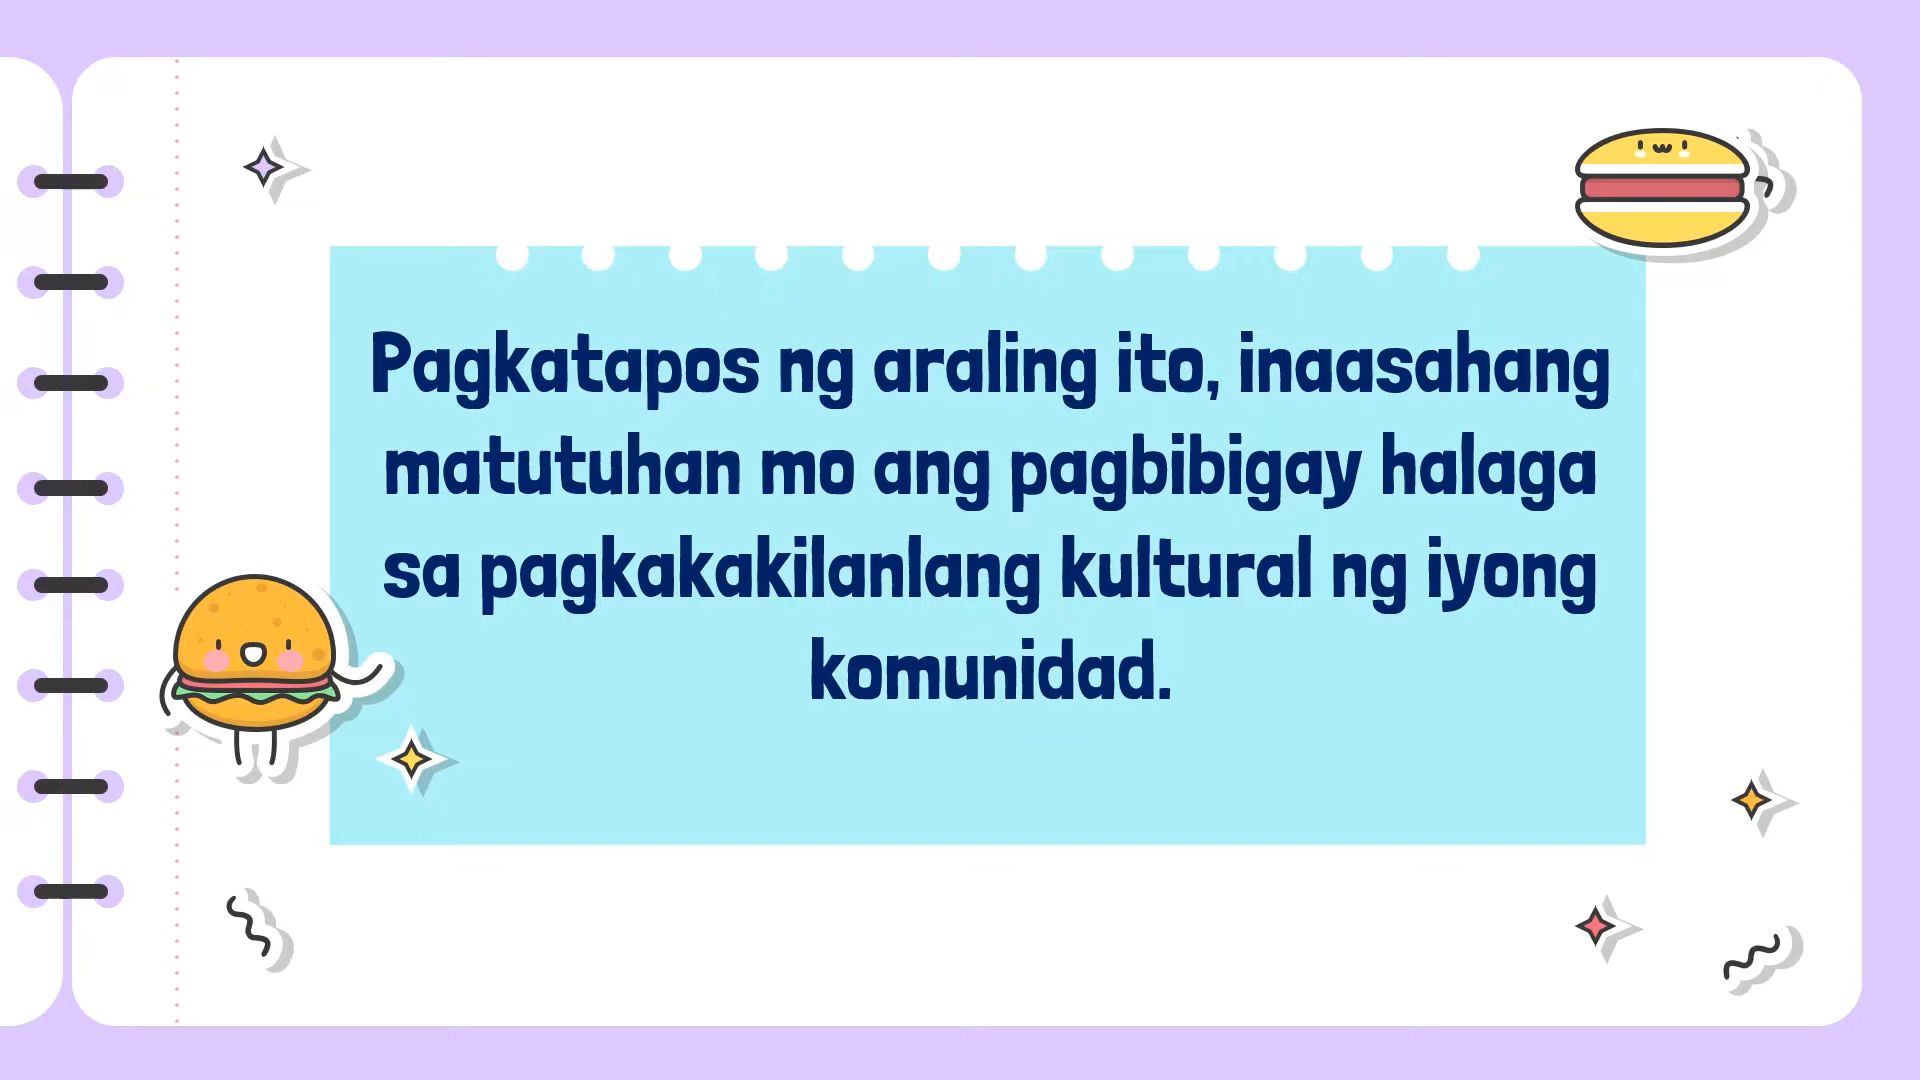 Pagkatapos ng araling ito, inaasahang
matutuhan mo ang pagbibigay halaga
sa pagkakakilanlang kultural ng iyong
komunidad.